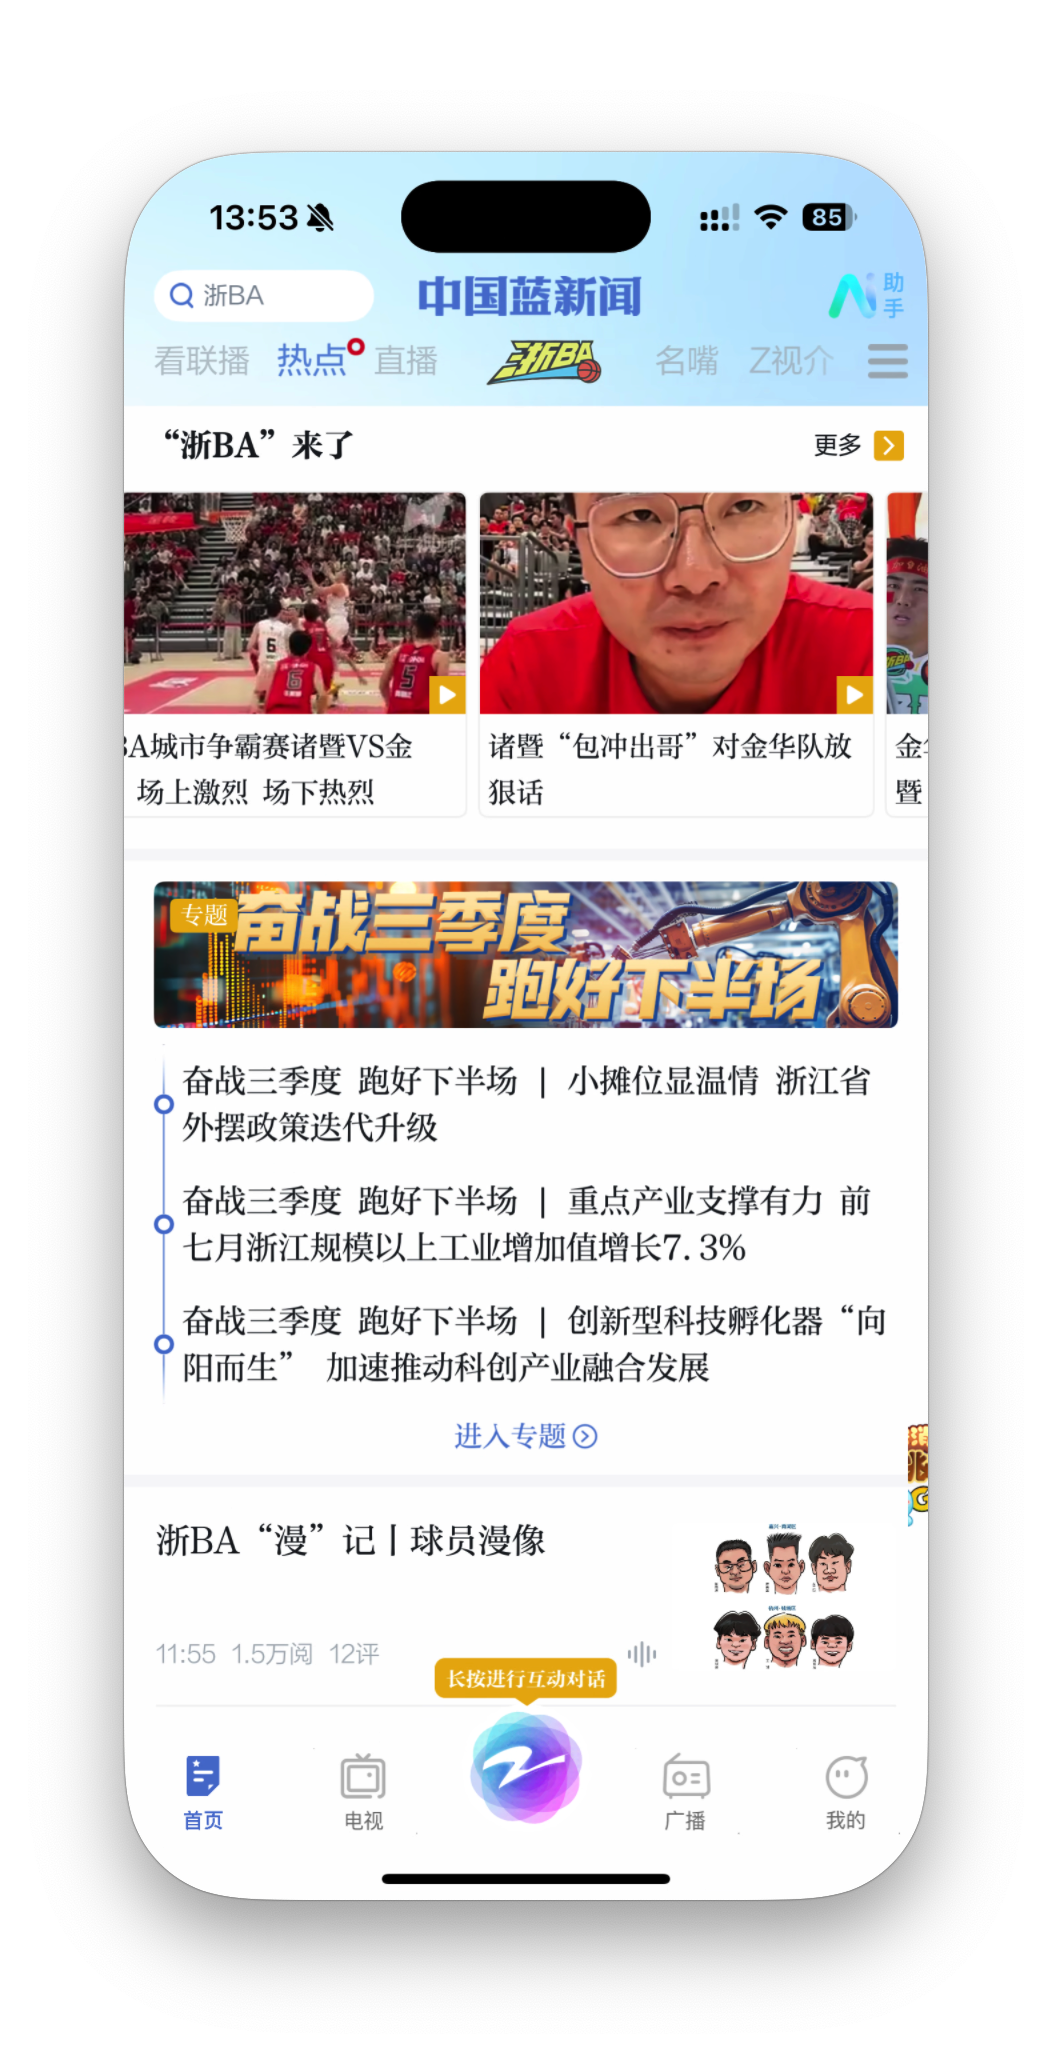 13:53
85
浙BA
中国蓝新闻
Ai助手
看联播 热点 直播 浙BA 名嘴 Z视介
“浙BA”来了
更多
6
6
5
BA城市争霸赛诸暨VS金
场上激烈 场下热烈
诸暨“包冲出哥”对金华队放
狠话
暨
专题
奋战三季度
跑好下半场
奋战三季度 跑好下半场 | 小摊位显温情 浙江省
外摆政策迭代升级
奋战三季度 跑好下半场 | 重点产业支撑有力 前
七月浙江规模以上工业增加值增长7.3%
奋战三季度 跑好下半场 | 创新型科技孵化器“向
阳而生” 加速推动科创产业融合发展
进入专题
浙BA“漫”记丨球员漫像
11:55 1.5万阅 12评
长按进行互动对话
首页
电视
广播
我的